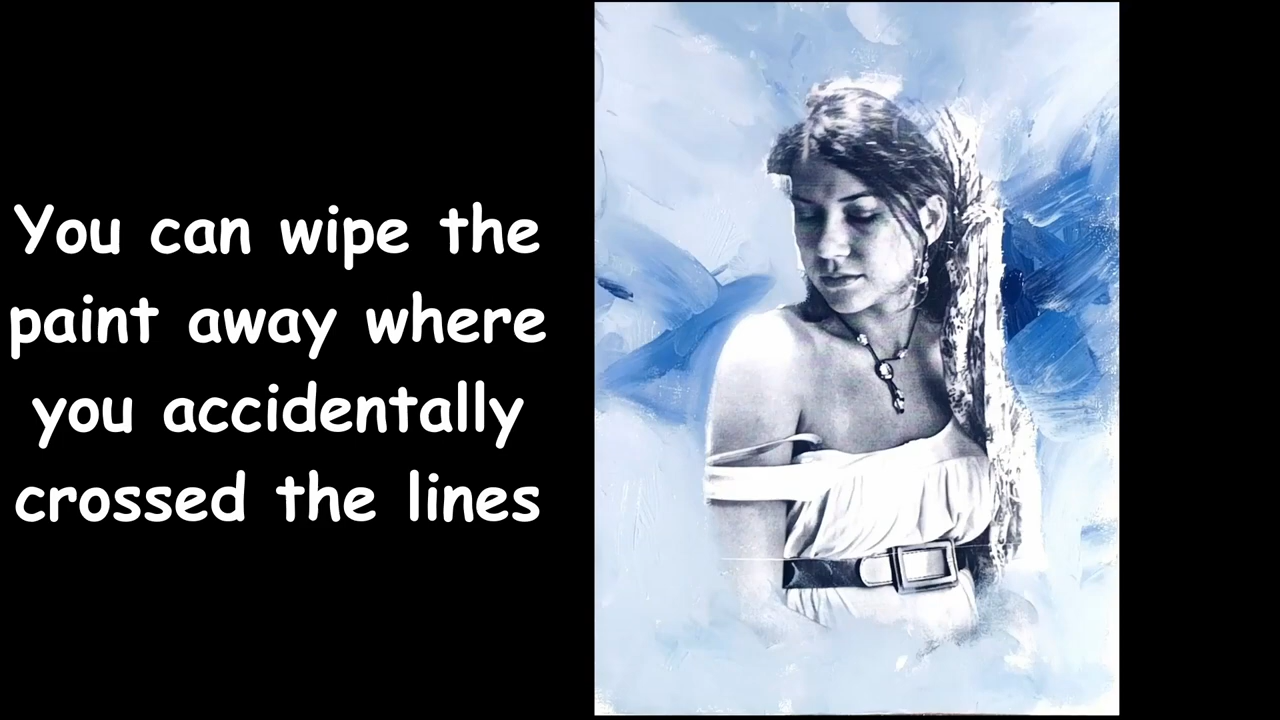 You can wipe the
paint away where
you accidentally
crossed the lines